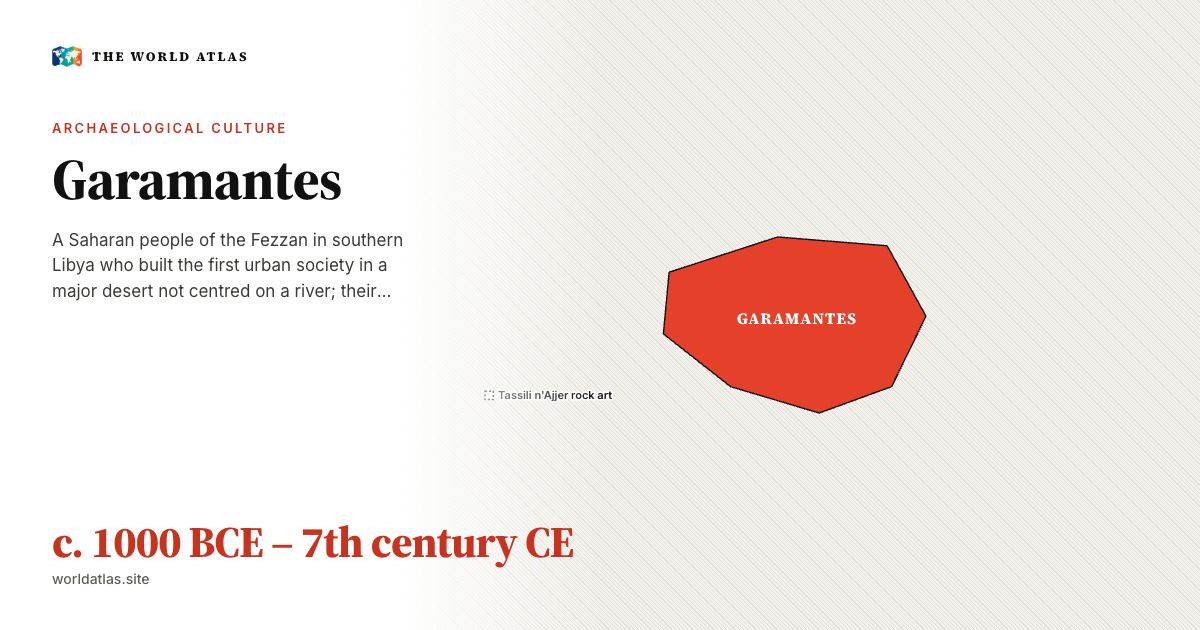 THE WORLD ATLAS
ARCHAEOLOGICAL CULTURE
Garamantes
A Saharan people of the Fezzan in southern
Libya who built the first urban society in a
major desert not centred on a river; their...
GARAMANTES
Tassili n'Ajjer rock art
c. 1000 BCE – 7th century CE
worldatlas.site